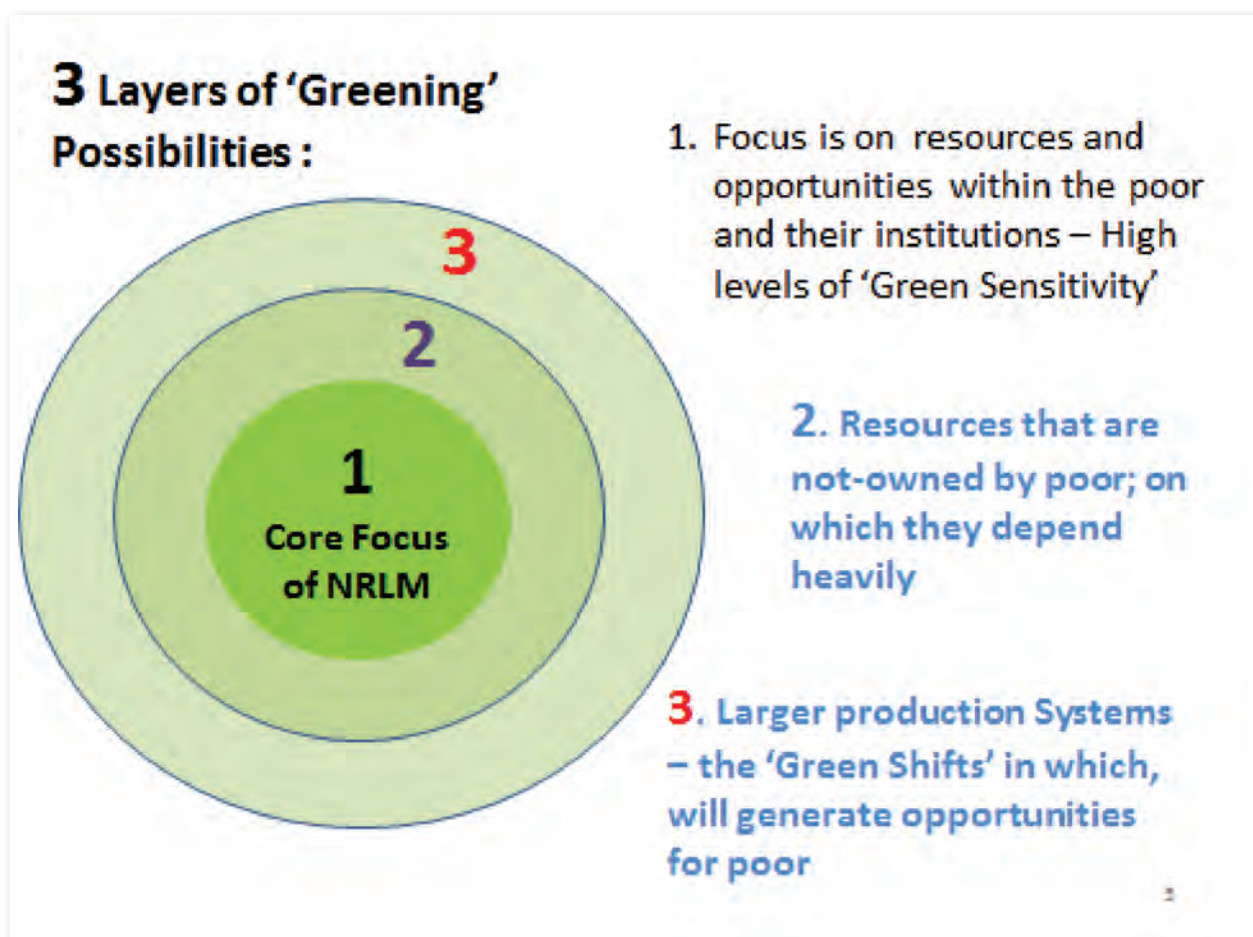 3 Layers of ‘Greening’
Possibilities :
3
2
1
Core Focus
of NRLM
1. Focus is on resources and
opportunities within the poor
and their institutions – High
levels of ‘Green Sensitivity’
2. Resources that are
not-owned by poor; on
which they depend
heavily
3. Larger production Systems
– the ‘Green Shifts’ in which,
will generate opportunities
for poor